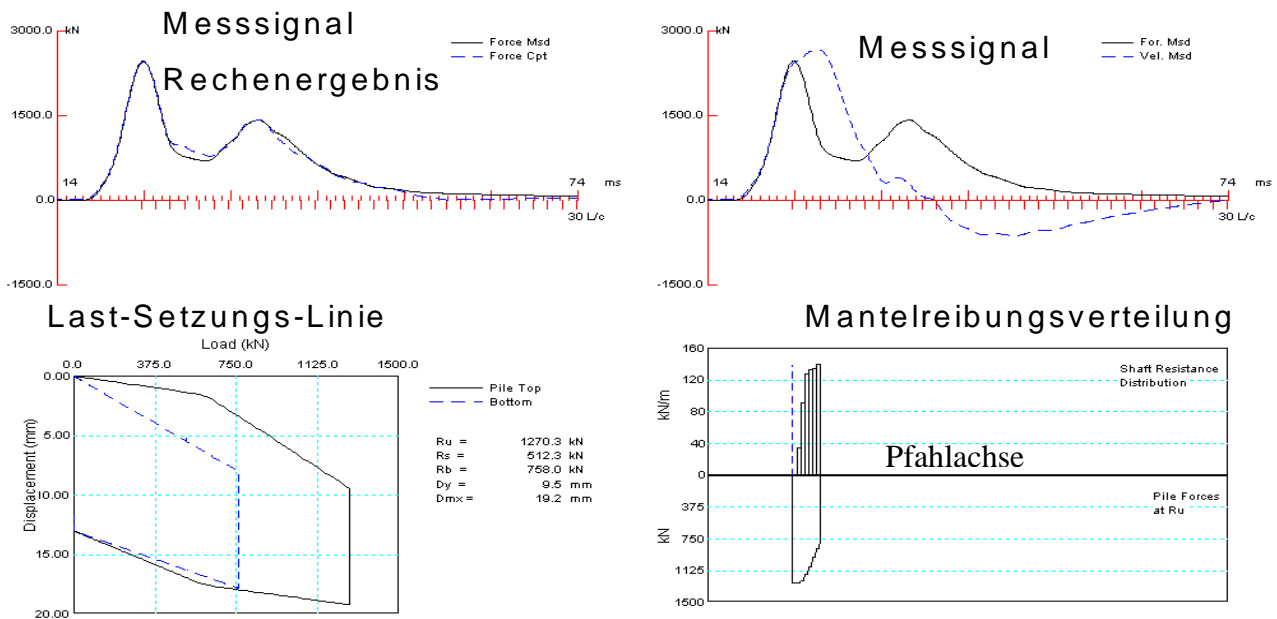 Messsignal
Rechenergebnis
3000.0 kN
1500.0
0.0
-1500.0
14
74 ms
30 L/c
Force Msd
Force Cpt
Messsignal
3000.0 kN
1500.0
0.0
-1500.0
14
74 ms
30 L/c
For. Msd
Vel. Msd
Last-Setzungs-Linie
Load (kN)
0.0 375.0 750.0 1125.0 1500.0
0.00
5.00
10.00
15.00
20.00
Displacement (mm)
Pile Top
Bottom
Ru = 1270.3 kN
Rs = 512.3 kN
Rb = 758.0 kN
Dy = 9.5 mm
Dmx = 19.2 mm
Mantelreibungsverteilung
160
120
80
40
0
kN/m
Shaft Resistance
Distribution
Pfahlachse
375
750
1125
1500
kN
Pile Forces
at Ru